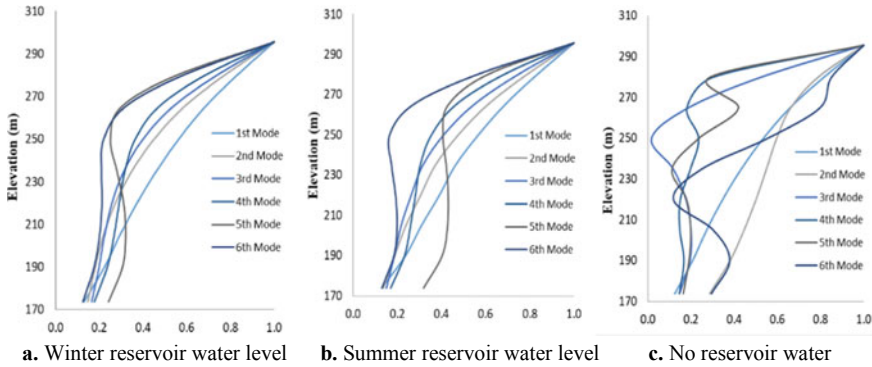 310
290
270
250
230
210
190
170
Elevation (m)
1st Mode
2nd Mode
3rd Mode
4th Mode
5th Mode
6th Mode
0.0 0.2 0.4 0.6 0.8 1.0
a. Winter reservoir water level
310
290
270
250
230
210
190
170
Elevation (m)
1st Mode
2nd Mode
3rd Mode
4th Mode
5th Mode
6th Mode
0.0 0.2 0.4 0.6 0.8 1.0
b. Summer reservoir water level
310
290
270
250
230
210
190
170
Elevation (m)
1st Mode
2nd Mode
3rd Mode
4th Mode
5th Mode
6th Mode
0.0 0.2 0.4 0.6 0.8 1.0
c. No reservoir water